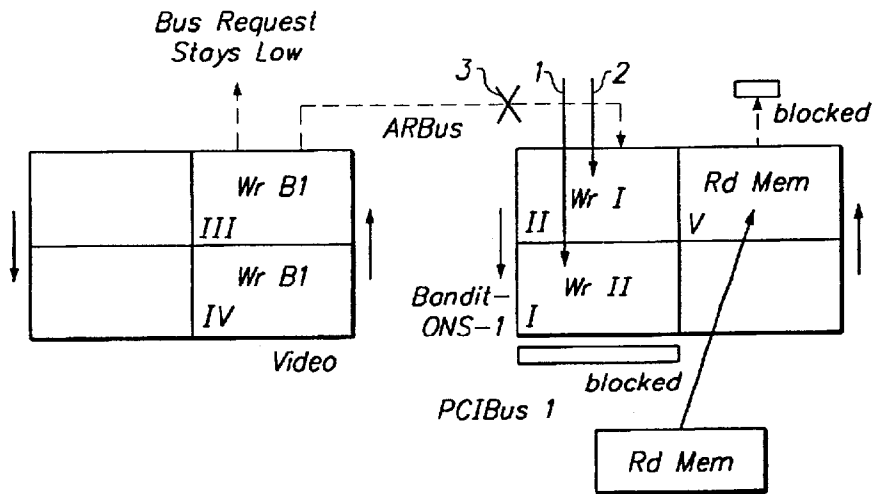 Bus Request
Stays Low
3
1
2
ARBus
blocked
Wr B1
III
Wr B1
IV
Video
Wr I
II
Rd Mem
V
Wr II
I
Bandit-
ONS-1
blocked
PCIBus 1
Rd Mem